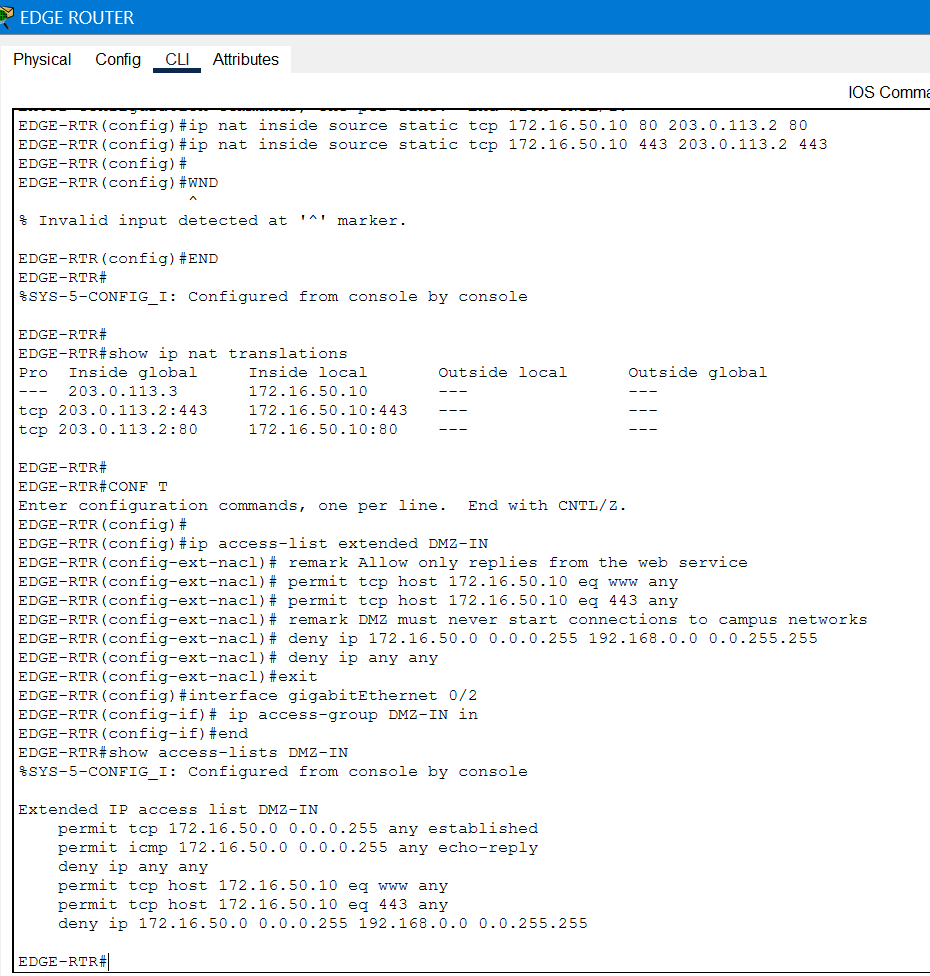 EDGE ROUTER
Physical Config CLI Attributes
IOS Comma
EDGE-RTR(config)#ip nat inside source static tcp 172.16.50.10 80 203.0.113.2 80
EDGE-RTR(config)#ip nat inside source static tcp 172.16.50.10 443 203.0.113.2 443
EDGE-RTR(config)#
EDGE-RTR(config)#WND
^
% Invalid input detected at '^' marker.
EDGE-RTR(config)#END
EDGE-RTR#
%SYS-5-CONFIG_I: Configured from console by console
EDGE-RTR#
EDGE-RTR#show ip nat translations
Pro Inside global Inside local Outside local Outside global
--- 203.0.113.3 172.16.50.10 --- ---
tcp 203.0.113.2:443 172.16.50.10:443 --- ---
tcp 203.0.113.2:80 172.16.50.10:80 --- ---
EDGE-RTR#
EDGE-RTR#CONF T
Enter configuration commands, one per line. End with CNTL/Z.
EDGE-RTR(config)#
EDGE-RTR(config)#ip access-list extended DMZ-IN
EDGE-RTR(config-ext-nacl)# remark Allow only replies from the web service
EDGE-RTR(config-ext-nacl)# permit tcp host 172.16.50.10 eq www any
EDGE-RTR(config-ext-nacl)# permit tcp host 172.16.50.10 eq 443 any
EDGE-RTR(config-ext-nacl)# remark DMZ must never start connections to campus networks
EDGE-RTR(config-ext-nacl)# deny ip 172.16.50.0 0.0.0.255 192.168.0.0 0.0.255.255
EDGE-RTR(config-ext-nacl)# deny ip any any
EDGE-RTR(config-ext-nacl)#exit
EDGE-RTR(config)#interface gigabitEthernet 0/2
EDGE-RTR(config-if)# ip access-group DMZ-IN in
EDGE-RTR(config-if)#end
EDGE-RTR#show access-lists DMZ-IN
%SYS-5-CONFIG_I: Configured from console by console
Extended IP access list DMZ-IN
permit tcp 172.16.50.0 0.0.0.255 any established
permit icmp 172.16.50.0 0.0.0.255 any echo-reply
deny ip any any
permit tcp host 172.16.50.10 eq www any
permit tcp host 172.16.50.10 eq 443 any
deny ip 172.16.50.0 0.0.0.255 192.168.0.0 0.0.255.255
EDGE-RTR#